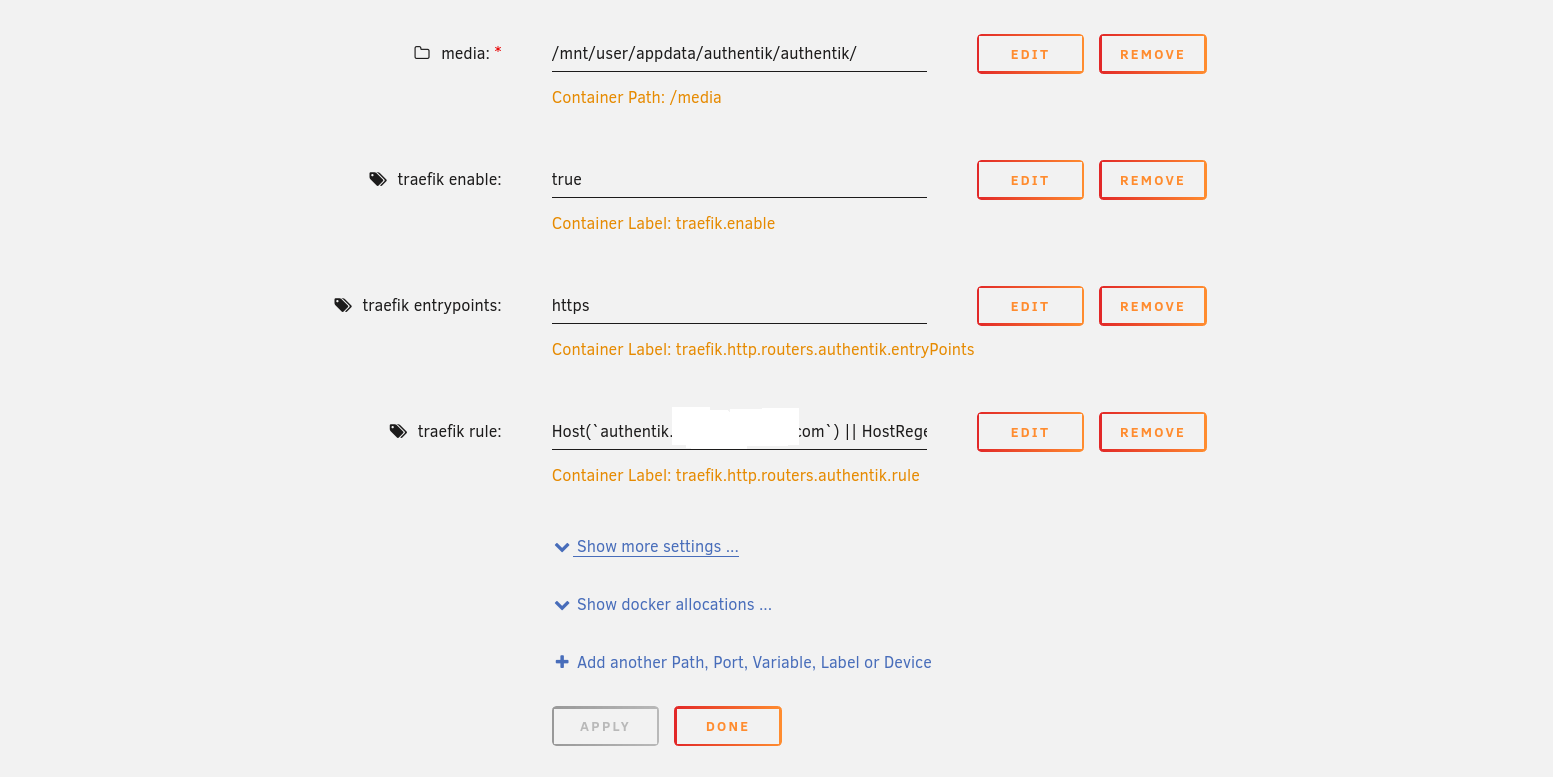 media: * /mnt/user/appdata/authentik/authentik/ EDIT REMOVE
Container Path: /media
traefik enable: true EDIT REMOVE
Container Label: traefik.enable
traefik entrypoints: https EDIT REMOVE
Container Label: traefik.http.routers.authentik.entryPoints
traefik rule: Host(`authentik. com`) || HostRege EDIT REMOVE
Container Label: traefik.http.routers.authentik.rule
Show more settings ...
Show docker allocations ...
Add another Path, Port, Variable, Label or Device
APPLY DONE